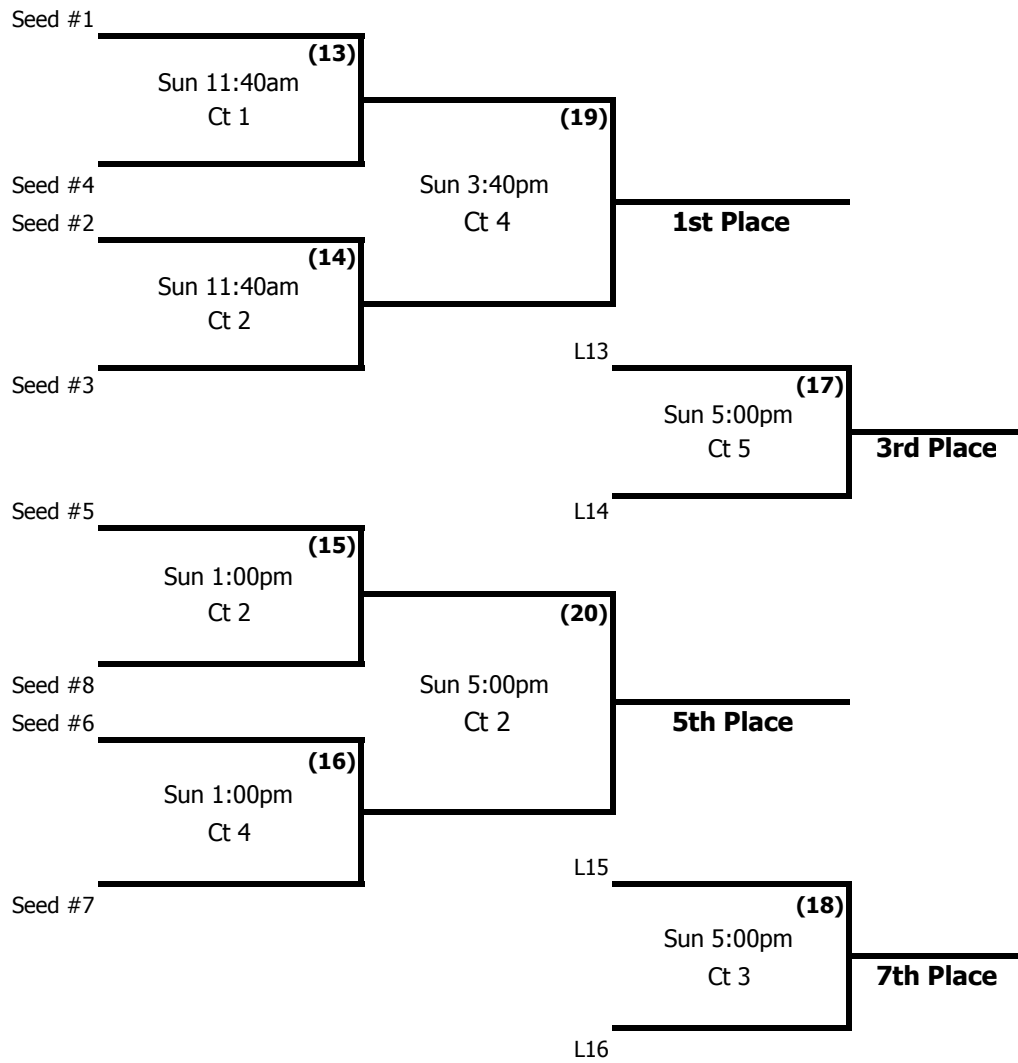 Seed #1
(13)
Sun 11:40am
Ct 1
(19)
Seed #4
Sun 3:40pm
Seed #2
Ct 4
1st Place
(14)
Sun 11:40am
Ct 2
L13
Seed #3
(17)
Sun 5:00pm
Ct 5
3rd Place
Seed #5
L14
(15)
Sun 1:00pm
Ct 2
(20)
Seed #8
Sun 5:00pm
Seed #6
Ct 2
5th Place
(16)
Sun 1:00pm
Ct 4
L15
Seed #7
(18)
Sun 5:00pm
Ct 3
7th Place
L16